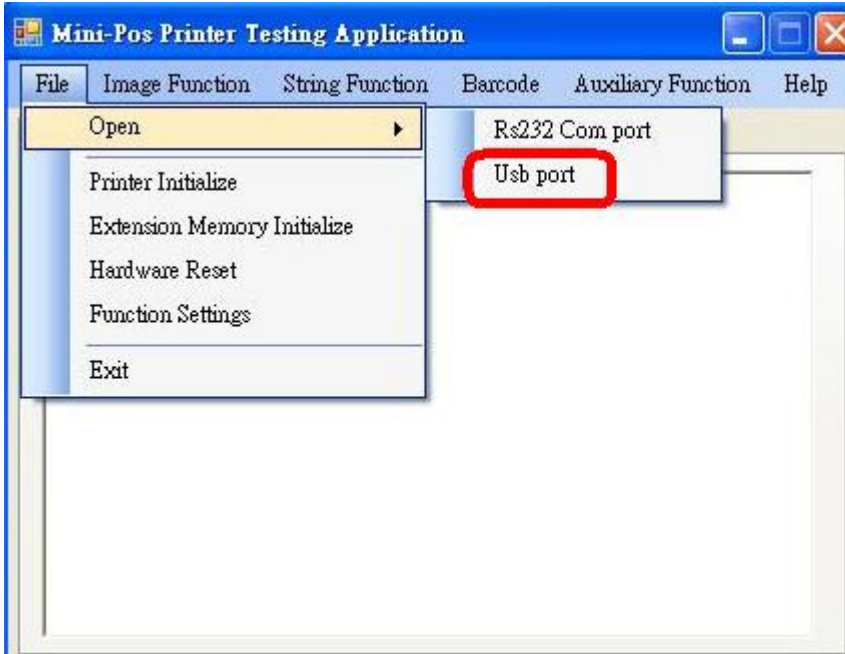 Mini-Pos Printer Testing Application
File Image Function String Function Barcode Auxiliary Function Help
Open
Rs232 Com port
Usb port
Printer Initialize
Extension Memory Initialize
Hardware Reset
Function Settings
Exit